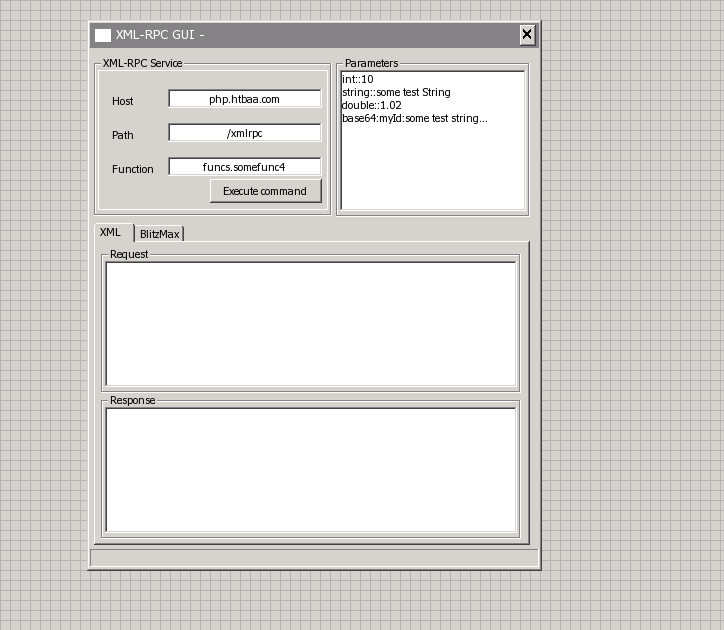 XML-RPC GUI -
XML-RPC Service
Host
php.htbaa.com
Path
/xmlrpc
Function
funcs.somefunc4
Execute command
Parameters
int::10
string::some test String
double::1.02
base64:myId:some test string...
XML
BlitzMax
Request
Response